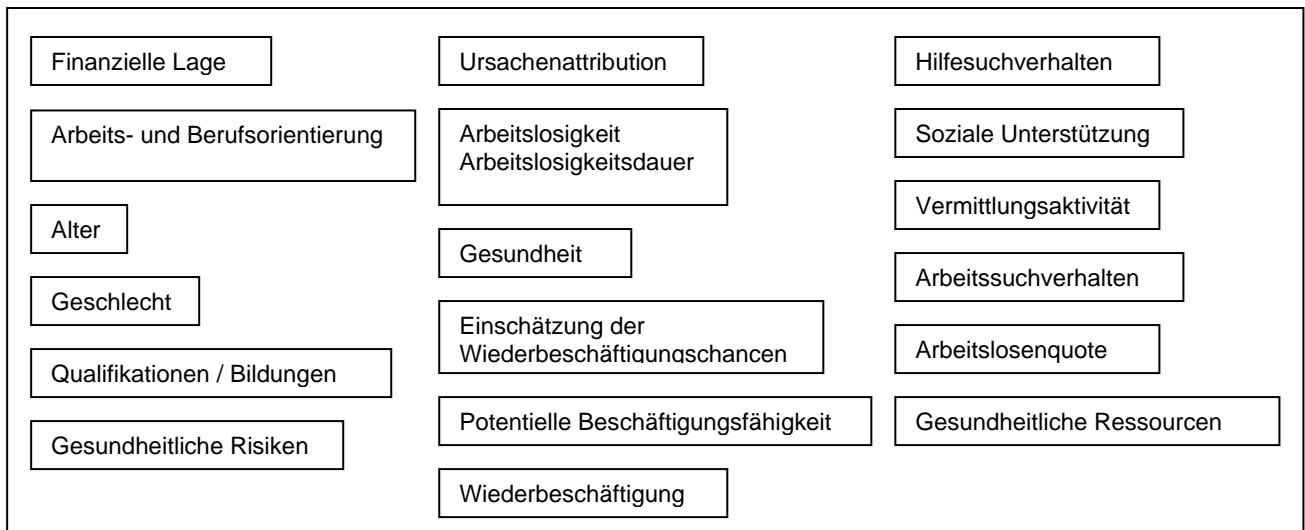 Finanzielle Lage
Arbeits- und Berufsorientierung
Alter
Geschlecht
Qualifikationen / Bildungen
Gesundheitliche Risiken
Ursachenattribution
Arbeitslosigkeit
Arbeitslosigkeitsdauer
Gesundheit
Einschätzung der
Wiederbeschäftigungschancen
Potentielle Beschäftigungsfähigkeit
Wiederbeschäftigung
Hilfesuchverhalten
Soziale Unterstützung
Vermittlungsaktivität
Arbeitssuchverhalten
Arbeitslosenquote
Gesundheitliche Ressourcen